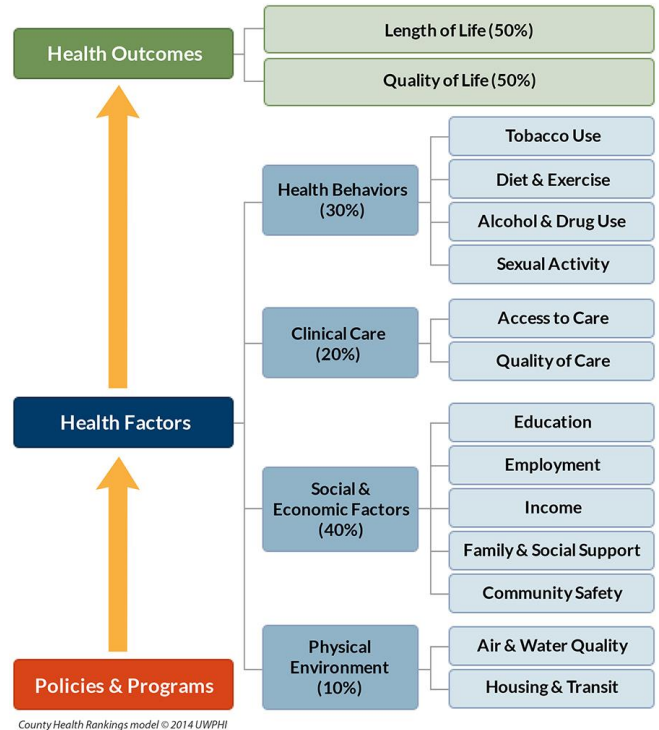 Health Outcomes
Length of Life (50%)
Quality of Life (50%)
Health Behaviors
(30%)
Tobacco Use
Diet & Exercise
Alcohol & Drug Use
Sexual Activity
Clinical Care
(20%)
Access to Care
Quality of Care
Health Factors
Social &
Economic Factors
(40%)
Education
Employment
Income
Family & Social Support
Community Safety
Physical
Environment
(10%)
Air & Water Quality
Housing & Transit
Policies & Programs
County Health Rankings model © 2014 UWPHI